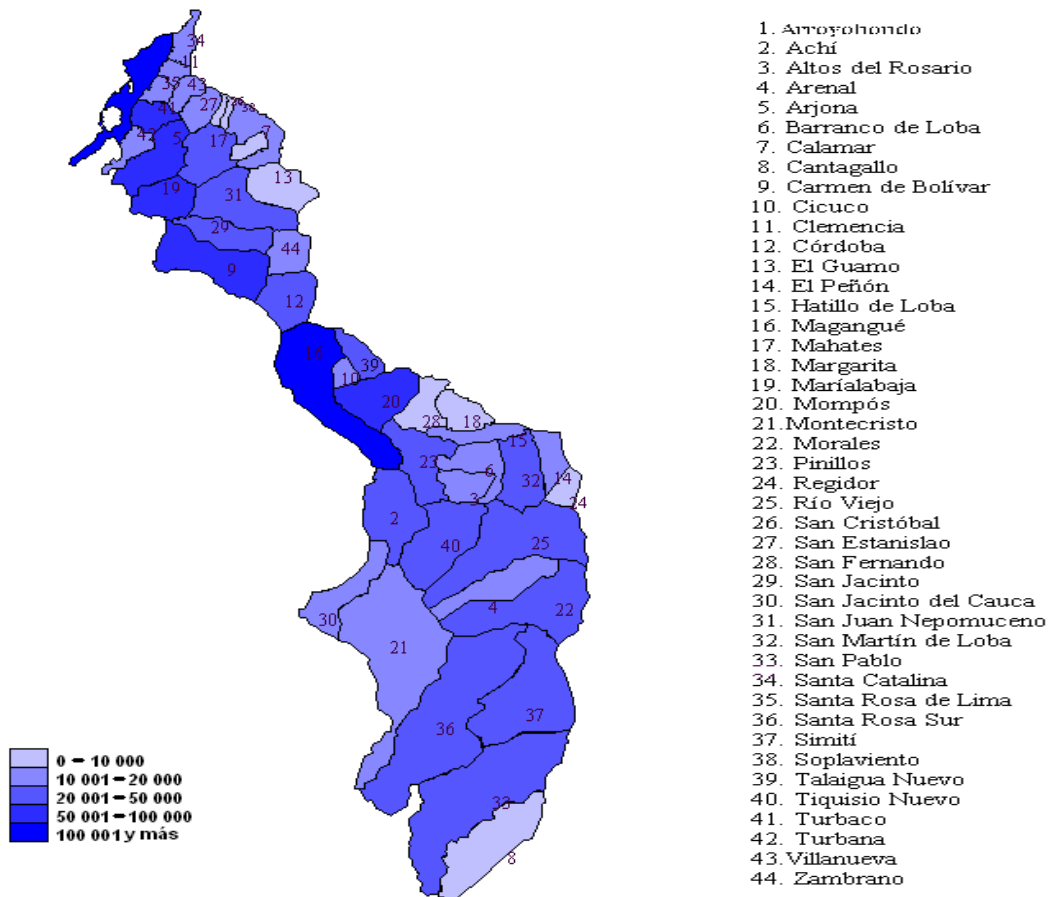 34
11
35
43
27
26
38
41
42
5
17
7
19
31
13
29
44
9
12
16
39
10
20
28
18
15
23
6
32
14
3
24
2
40
25
4
22
30
21
36
37
33
8
0 – 10 000
10 001 – 20 000
20 001 – 50 000
50 001 – 100 000
100 001 y más
1. Arroyohondo
2. Achí
3. Altos del Rosario
4. Arenal
5. Arjona
6. Barranco de Loba
7. Calamar
8. Cantagallo
9. Carmen de Bolívar
10. Cicuco
11. Clemencia
12. Córdoba
13. El Guamo
14. El Peñón
15. Hatillo de Loba
16. Magangué
17. Mahates
18. Margarita
19. Maríalabaja
20. Mompós
21.Montecristo
22. Morales
23. Pinillos
24. Regidor
25. Río Viejo
26. San Cristóbal
27. San Estanislao
28. San Fernando
29. San Jacinto
30. San Jacinto del Cauca
31. San Juan Nepomuceno
32. San Martín de Loba
33. San Pablo
34. Santa Catalina
35. Santa Rosa de Lima
36. Santa Rosa Sur
37. Simití
38. Soplaviento
39. Talaigua Nuevo
40. Tiquisio Nuevo
41. Turbaco
42. Turbana
43.Villanueva
44. Zambrano